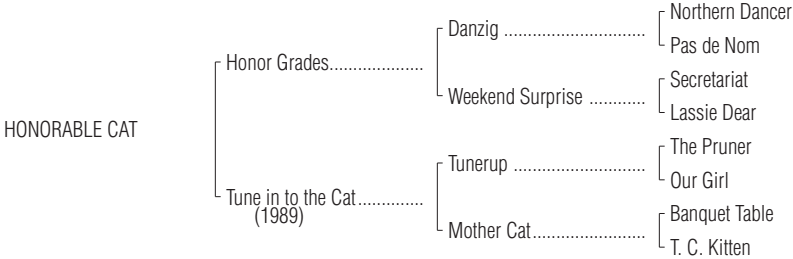 Northern Dancer
Danzig ..............................
Pas de Nom
Honor Grades....................
Secretariat
Weekend Surprise ............
Lassie Dear
HONORABLE CAT
The Pruner
Tunerup ............................
Our Girl
Tune in to the Cat..............
(1989)
Banquet Table
Mother Cat........................
T. C. Kitten